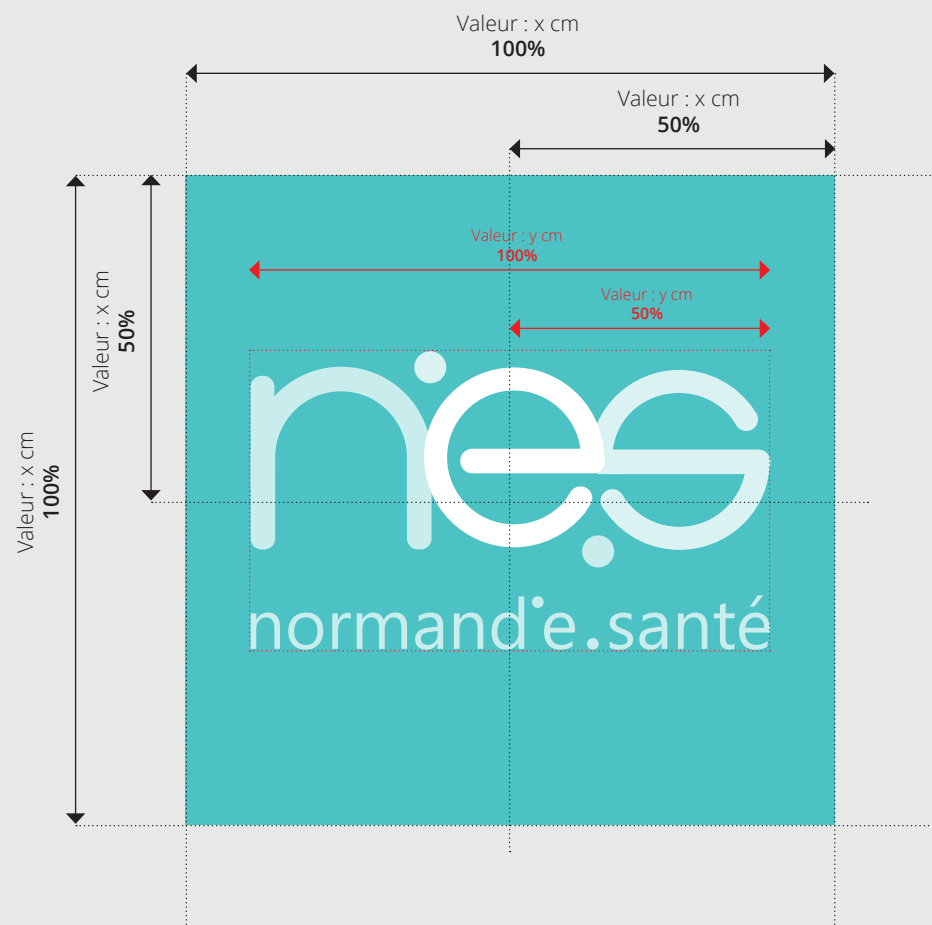 Valeur : x cm
100%
Valeur : x cm
50%
Valeur : y cm
100%
Valeur : y cm
50%
Valeur : x cm
50%
Valeur : x cm
100%
nes
normand'e.santé